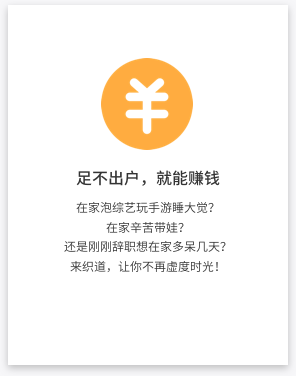 足不出户，就能赚钱
在家泡综艺玩手游睡大觉？
在家辛苦带娃？
还是刚刚辞职想在家多呆几天？
来织道，让你不再虚度时光！